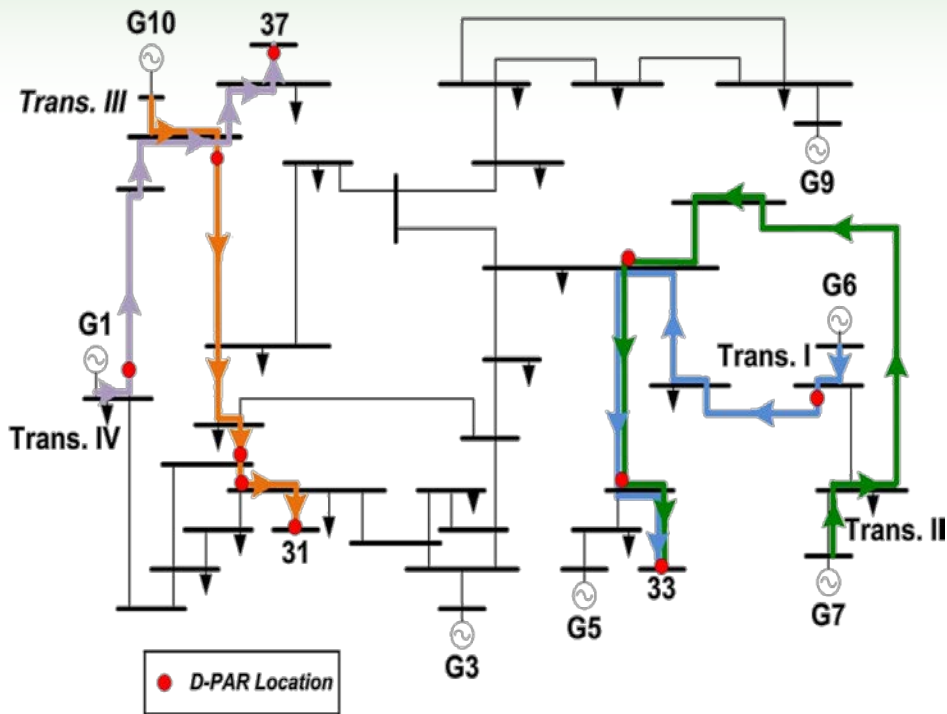 G10
37
Trans. III
G9
G6
G1
Trans. I
Trans. IV
Trans. II
31
33
G5
G7
G3
D-PAR Location